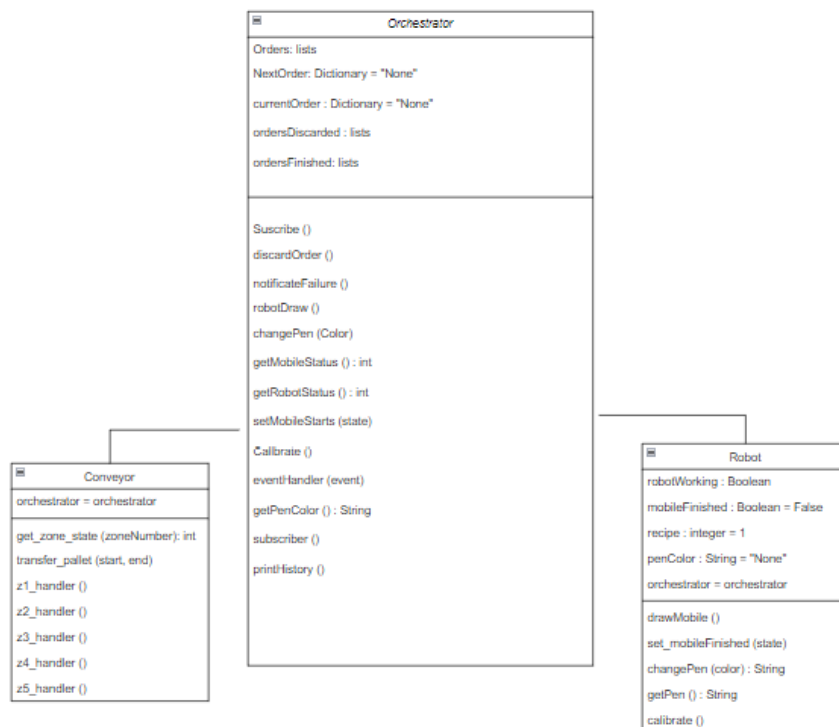 Orchestrator
Orders: lists
NextOrder: Dictionary = "None"
currentOrder : Dictionary = "None"
ordersDiscarded : lists
ordersFinished: lists
Suscribe ()
discardOrder ()
notificateFailure ()
robotDraw ()
changePen (Color)
getMobileStatus () : int
getRobotStatus () : int
setMobileStarts (state)
Calibrate ()
eventHandler (event)
getPenColor () : String
subscriber ()
printHistory ()
Conveyor
orchestrator = orchestrator
get_zone_state (zoneNumber): int
transfer_pallet (start, end)
z1_handler ()
z2_handler ()
z3_handler ()
z4_handler ()
z5_handler ()
Robot
robotWorking : Boolean
mobileFinished : Boolean = False
recipe : integer = 1
penColor : String = "None"
orchestrator = orchestrator
drawMobile ()
set_mobileFinished (state)
changePen (color) : String
getPen () : String
calibrate ()